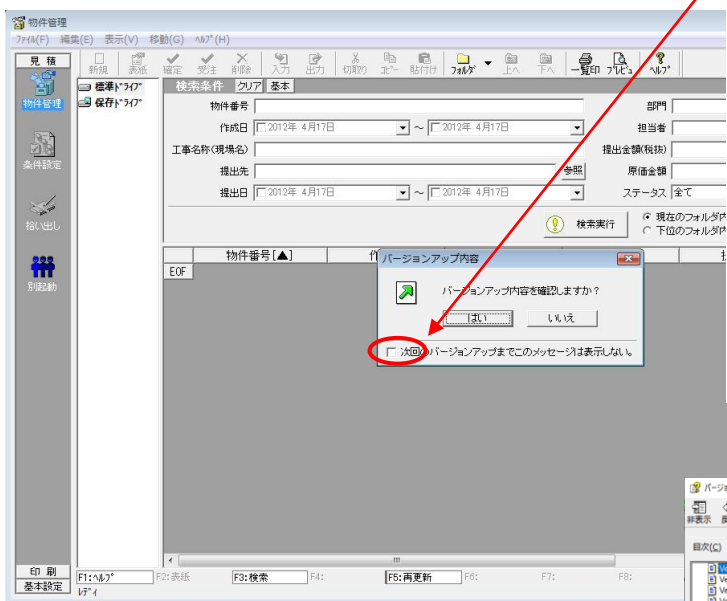 物件管理
ファイル(F) 編集(E) 表示(V) 移動(G) ヘルプ(H)
見 積
新規 表紙 確定 受注 削除 入力 出力 切取り コピー 貼付け フォルダ 上へ 下へ 一覧印 プレビュー ヘルプ
物件管理
条件設定
拾い出し
別起動
印 刷
基本設定
標準ドライブ
保存ドライブ
検索条件 クリア 基本
物件番号 部門
作成日 2012年 4月17日 ～ 2012年 4月17日 担当者
工事名称(現場名) 提出金額(税抜)
提出先 参照 原価金額
提出日 2012年 4月17日 ～ 2012年 4月17日 ステータス 全て
検索実行
現在のフォルダ内
下位のフォルダ内
物件番号[▲]
EOF
バージョンアップ内容
バージョンアップ内容を確認しますか?
はい いいえ
次回のバージョンアップまでこのメッセージは表示しない。
非表示
目次(C)
F1:ヘルプ F2:表紙 F3:検索 F4: F5:再更新 F6: F7: F8:
レディ